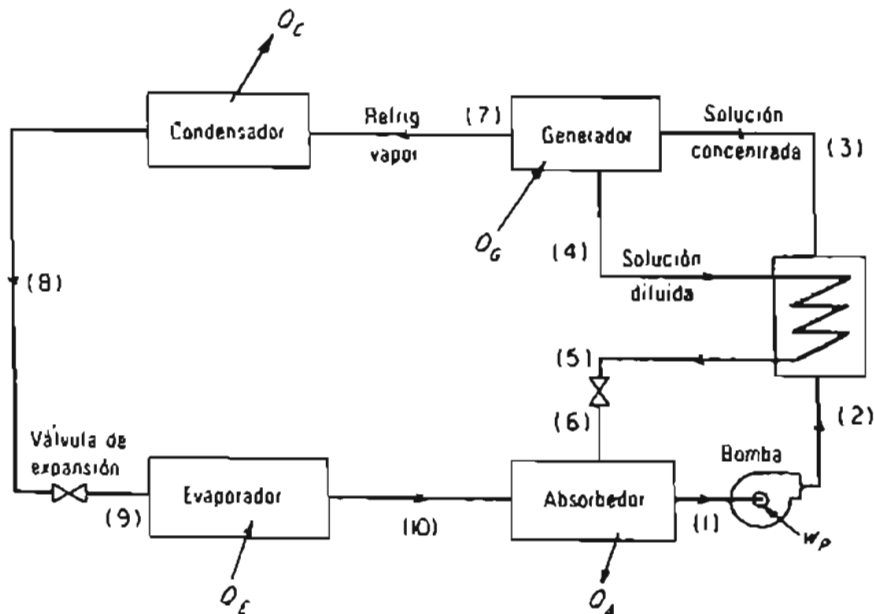 Q_C
Condensador
Refrig
vapor
(7)
Generador
Solución
concentrada
(3)
Q_G
(4)
Solución
diluida
(8)
(5)
(6)
(2)
Válvula de
expansión
(9)
Evaporador
(10)
Absorbedor
(1)
Bomba
W_P
Q_E
Q_A